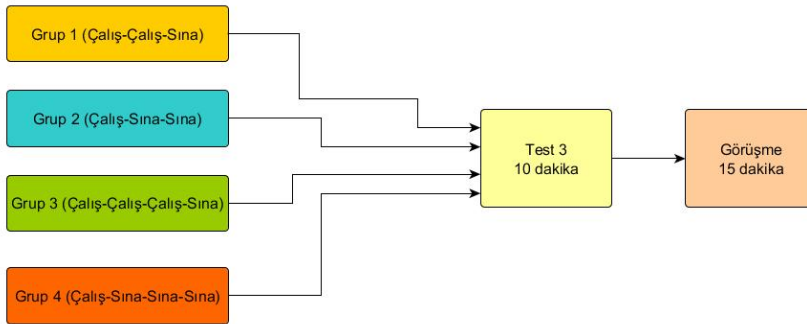 Grup 1 (Çalış-Çalış-Sına)
Grup 2 (Çalış-Sına-Sına)
Grup 3 (Çalış-Çalış-Çalış-Sına)
Grup 4 (Çalış-Sına-Sına-Sına)
Test 3
10 dakika
Görüşme
15 dakika